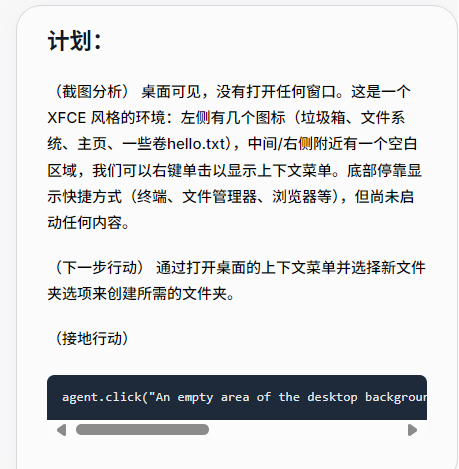 计划：
（截图分析） 桌面可见，没有打开任何窗口。这是一个
XFCE 风格的环境：左侧有几个图标（垃圾箱、文件系
统、主页、一些卷hello.txt），中间/右侧附近有一个空白
区域，我们可以右键单击以显示上下文菜单。底部停靠显
示快捷方式（终端、文件管理器、浏览器等），但尚未启
动任何内容。
（下一步行动） 通过打开桌面的上下文菜单并选择新文件
夹选项来创建所需的文件夹。
（接地行动）
agent.click("An empty area of the desktop backgroun